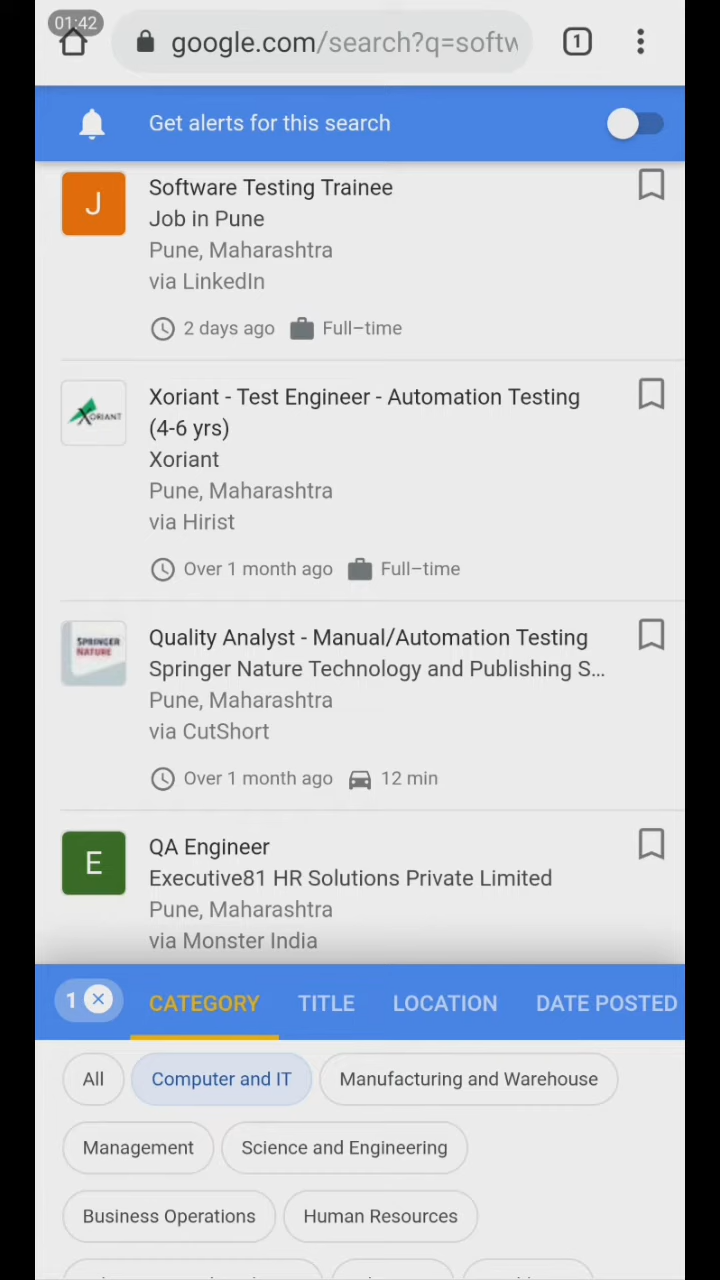 01:42
google.com/search?q=softw
1
Get alerts for this search
J
Software Testing Trainee
Job in Pune
Pune, Maharashtra
via LinkedIn
2 days ago Full–time
XORIANT
Xoriant - Test Engineer - Automation Testing
(4-6 yrs)
Xoriant
Pune, Maharashtra
via Hirist
Over 1 month ago Full–time
SPRINGER
NATURE
Quality Analyst - Manual/Automation Testing
Springer Nature Technology and Publishing S...
Pune, Maharashtra
via CutShort
Over 1 month ago 12 min
E
QA Engineer
Executive81 HR Solutions Private Limited
Pune, Maharashtra
via Monster India
1 CATEGORY TITLE LOCATION DATE POSTED
All Computer and IT Manufacturing and Warehouse
Management Science and Engineering
Business Operations Human Resources